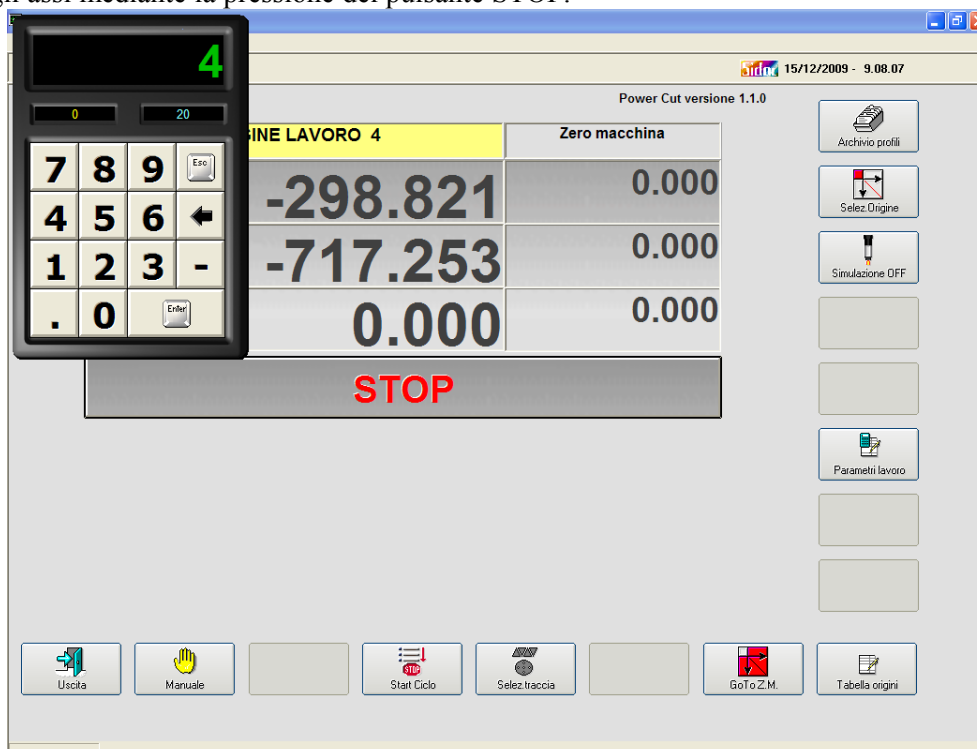 gli assi mediante la pressione del pulsante STOP.
4
sidoc 15/12/2009 - 9.08.07
0 20
Power Cut versione 1.1.0
INE LAVORO 4 Zero macchina
Archivio profili
7 8 9 Esc
-298.821 0.000
4 5 6
Selez.Origine
1 2 3 -
-717.253 0.000
Simulazione OFF
. 0 Enter
0.000 0.000
STOP
Parametri lavoro
STOP
Uscita Manuale Start Ciclo Selez.traccia GoTo Z.M. Tabella origini